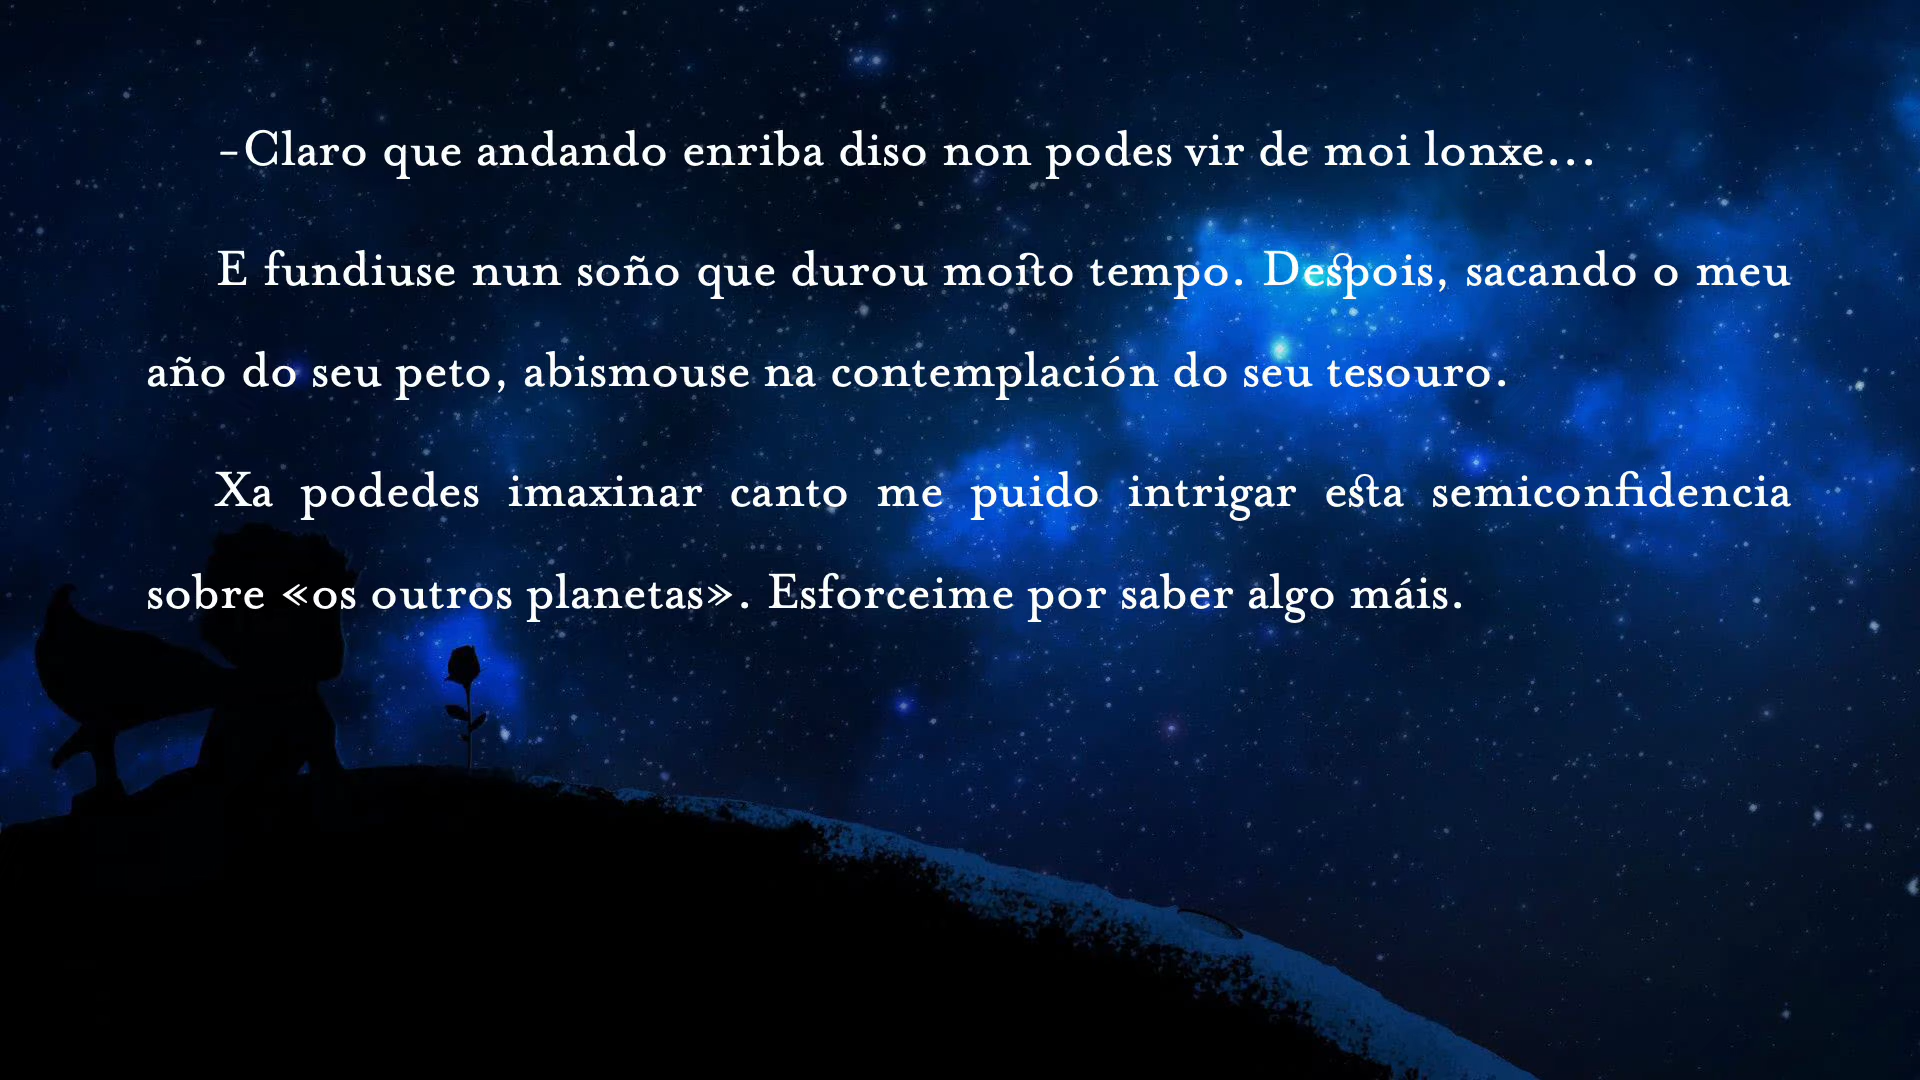 -Claro que andando enriba diso non podes vir de moi lonxe...
E fundiuse nun soño que durou moito tempo. Despois, sacando o meu
año do seu peto, abismouse na contemplación do seu tesouro.
Xa podedes imaxinar canto me puido intrigar esta semiconfidencia
sobre «os outros planetas». Esforceime por saber algo máis.